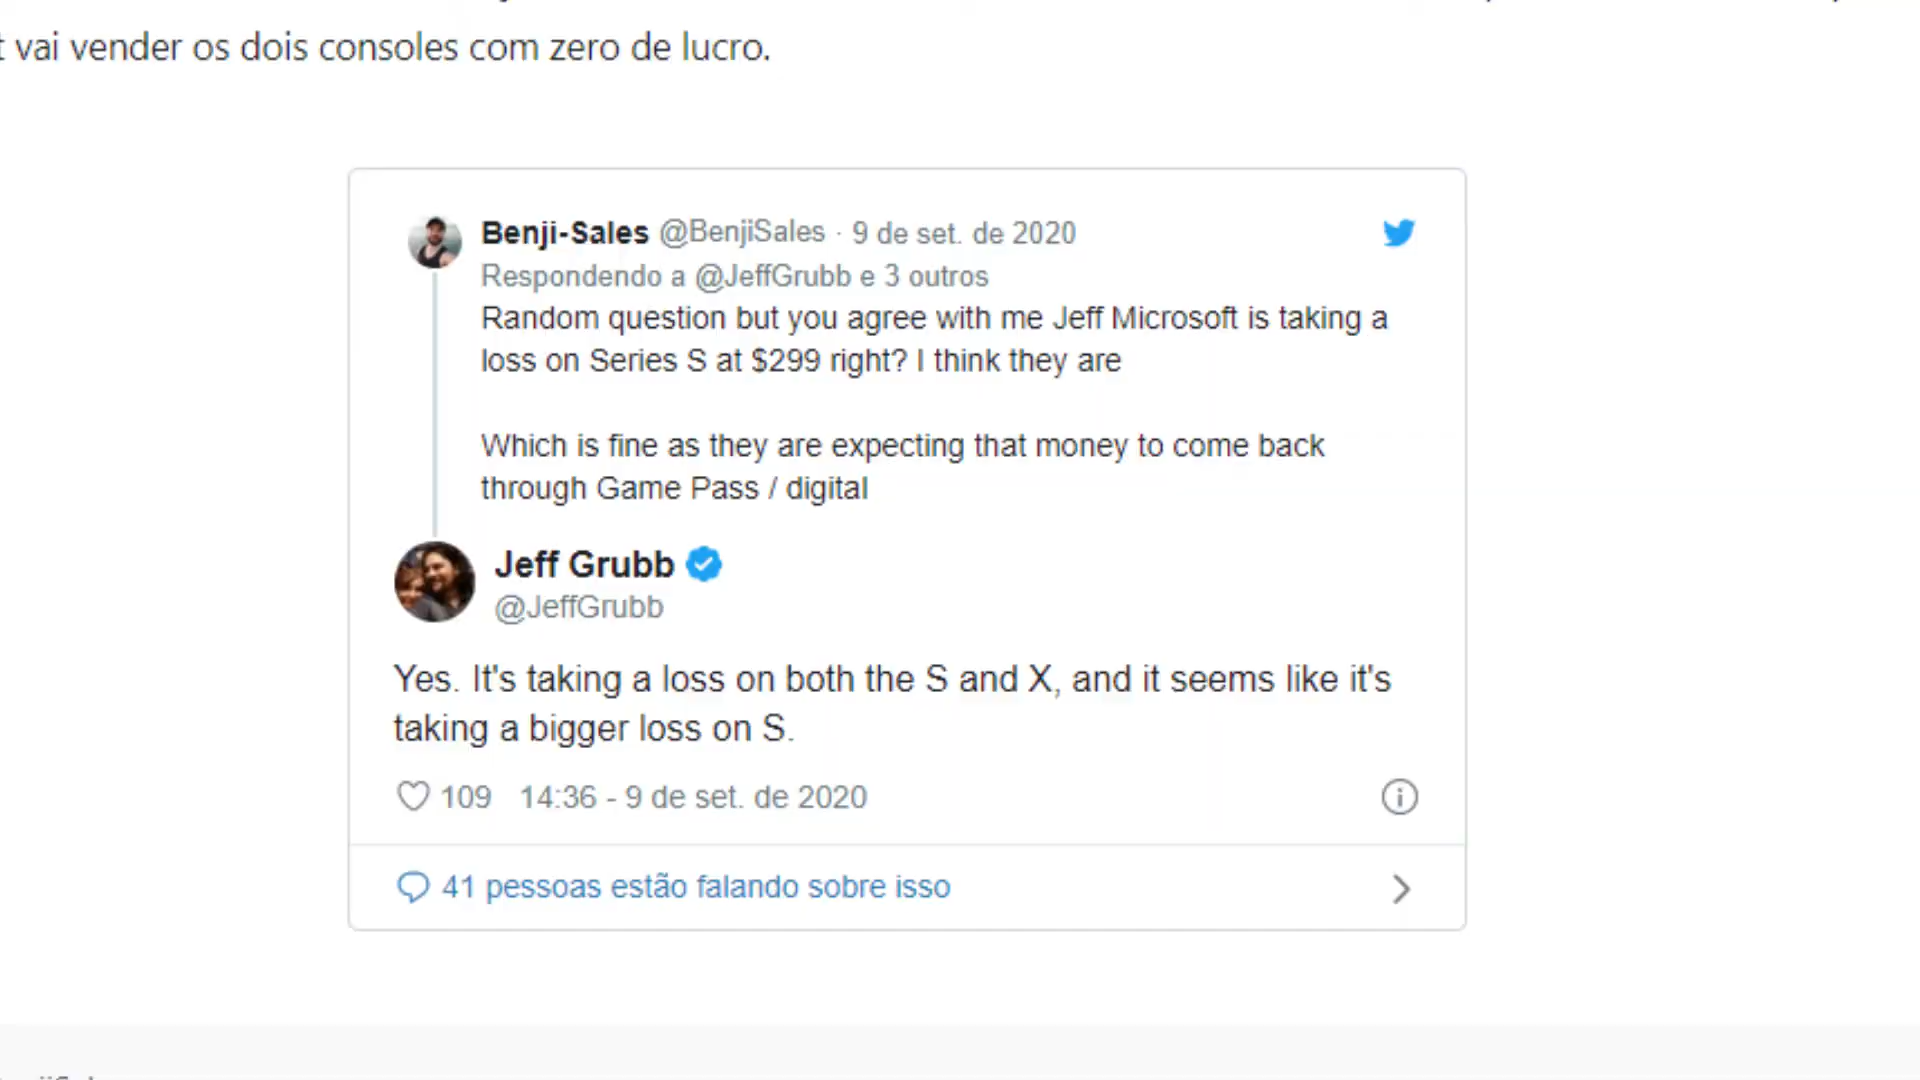 vai vender os dois consoles com zero de lucro.
Benji-Sales @BenjiSales · 9 de set. de 2020
Respondendo a @JeffGrubb e 3 outros
Random question but you agree with me Jeff Microsoft is taking a
loss on Series S at $299 right? I think they are
Which is fine as they are expecting that money to come back
through Game Pass / digital
Jeff Grubb
@JeffGrubb
Yes. It's taking a loss on both the S and X, and it seems like it's
taking a bigger loss on S.
109 14:36 - 9 de set. de 2020
41 pessoas estão falando sobre isso